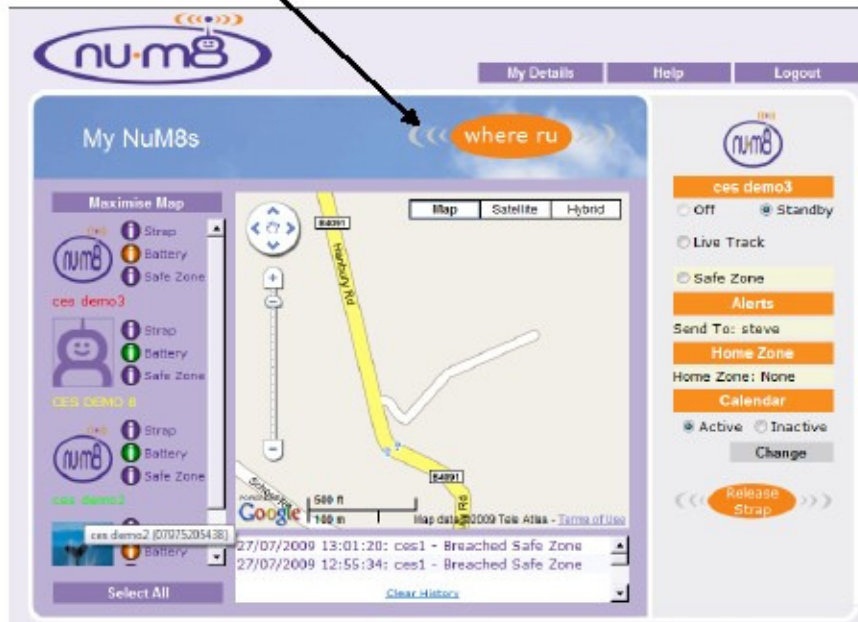 nu·m8
My Details
Help
Logout
My NuM8s
where ru
Maximise Map
num8
Strap
Battery
Safe Zone
ces demo3
Strap
Battery
Safe Zone
CES DEMO 8
num8
Strap
Battery
Safe Zone
ces demo2
ces demo2 (07975205438)
Battery
Select All
Map
Satellite
Hybrid
B4091
Hanbury Rd
B4091
500 ft
100 m
Google
Map data ©2009 Tele Atlas - Terms of Use
27/07/2009 13:01:20: ces1 - Breached Safe Zone
27/07/2009 12:55:34: ces1 - Breached Safe Zone
Clear History
num8
ces demo3
Off
Standby
Live Track
Safe Zone
Alerts
Send To: steve
Home Zone
Home Zone: None
Calendar
Active
Inactive
Change
Release
Strap